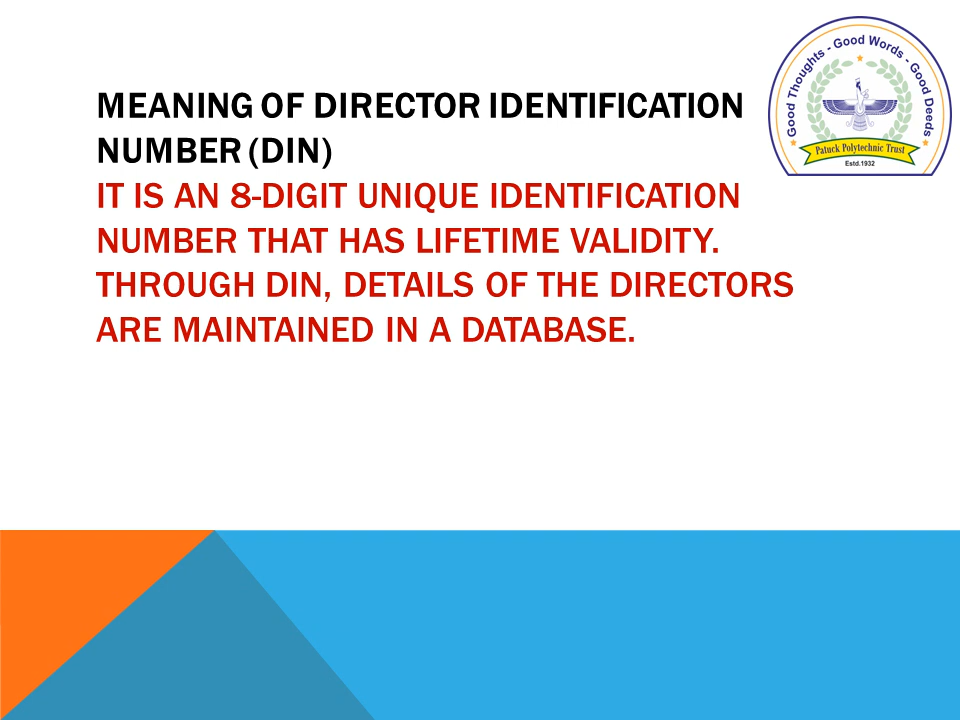 MEANING OF DIRECTOR IDENTIFICATION
NUMBER (DIN)
IT IS AN 8-DIGIT UNIQUE IDENTIFICATION
NUMBER THAT HAS LIFETIME VALIDITY.
THROUGH DIN, DETAILS OF THE DIRECTORS
ARE MAINTAINED IN A DATABASE.
Good Thoughts - Good Words - Good Deeds
Patuck Polytechnic Trust
Estd.1932